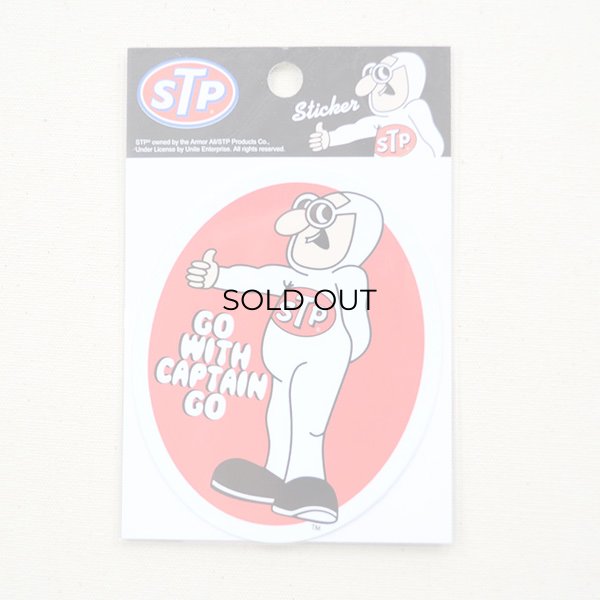 STP
Sticker
STP® owned by the Armor All/STP Products Co.,
Under License by Unite Enterprise. All rights reserved.
STP
SOLD OUT
STP
GO
WITH
CAPTAIN
GO
TM